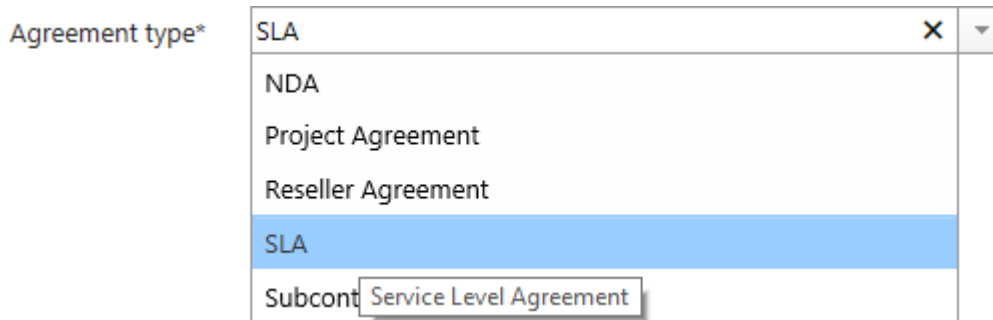 Agreement type* SLA
NDA
Project Agreement
Reseller Agreement
SLA
Subcont Service Level Agreement